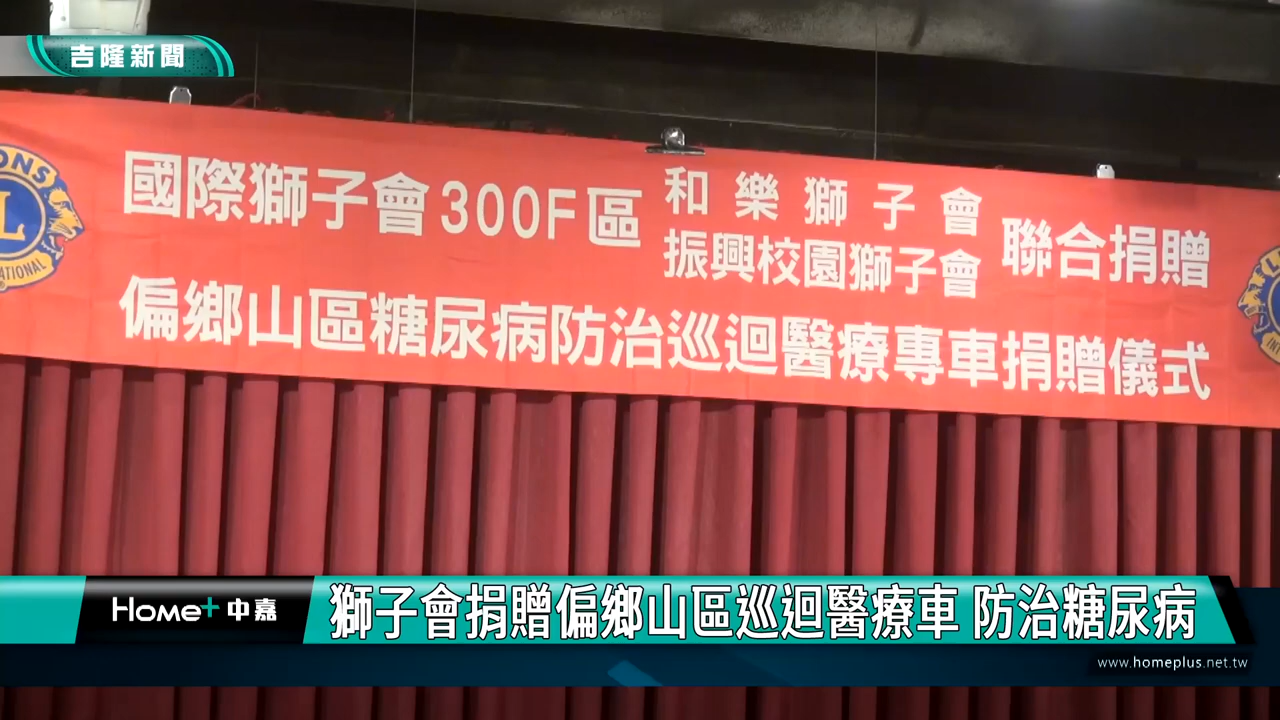 吉隆新聞
IONS
L
NATIONAL
國際獅子會300F區
和樂獅子會
振興校園獅子會
聯合捐贈
偏鄉山區糖尿病防治巡迴醫療專車捐贈儀式
Home+中嘉
獅子會捐贈偏鄉山區巡迴醫療車 防治糖尿病
www.homeplus.net.tw